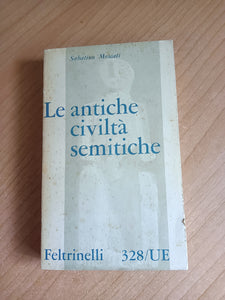 Sabatino Moscati
Le antiche
civiltà
semitiche
Feltrinelli 328/UE